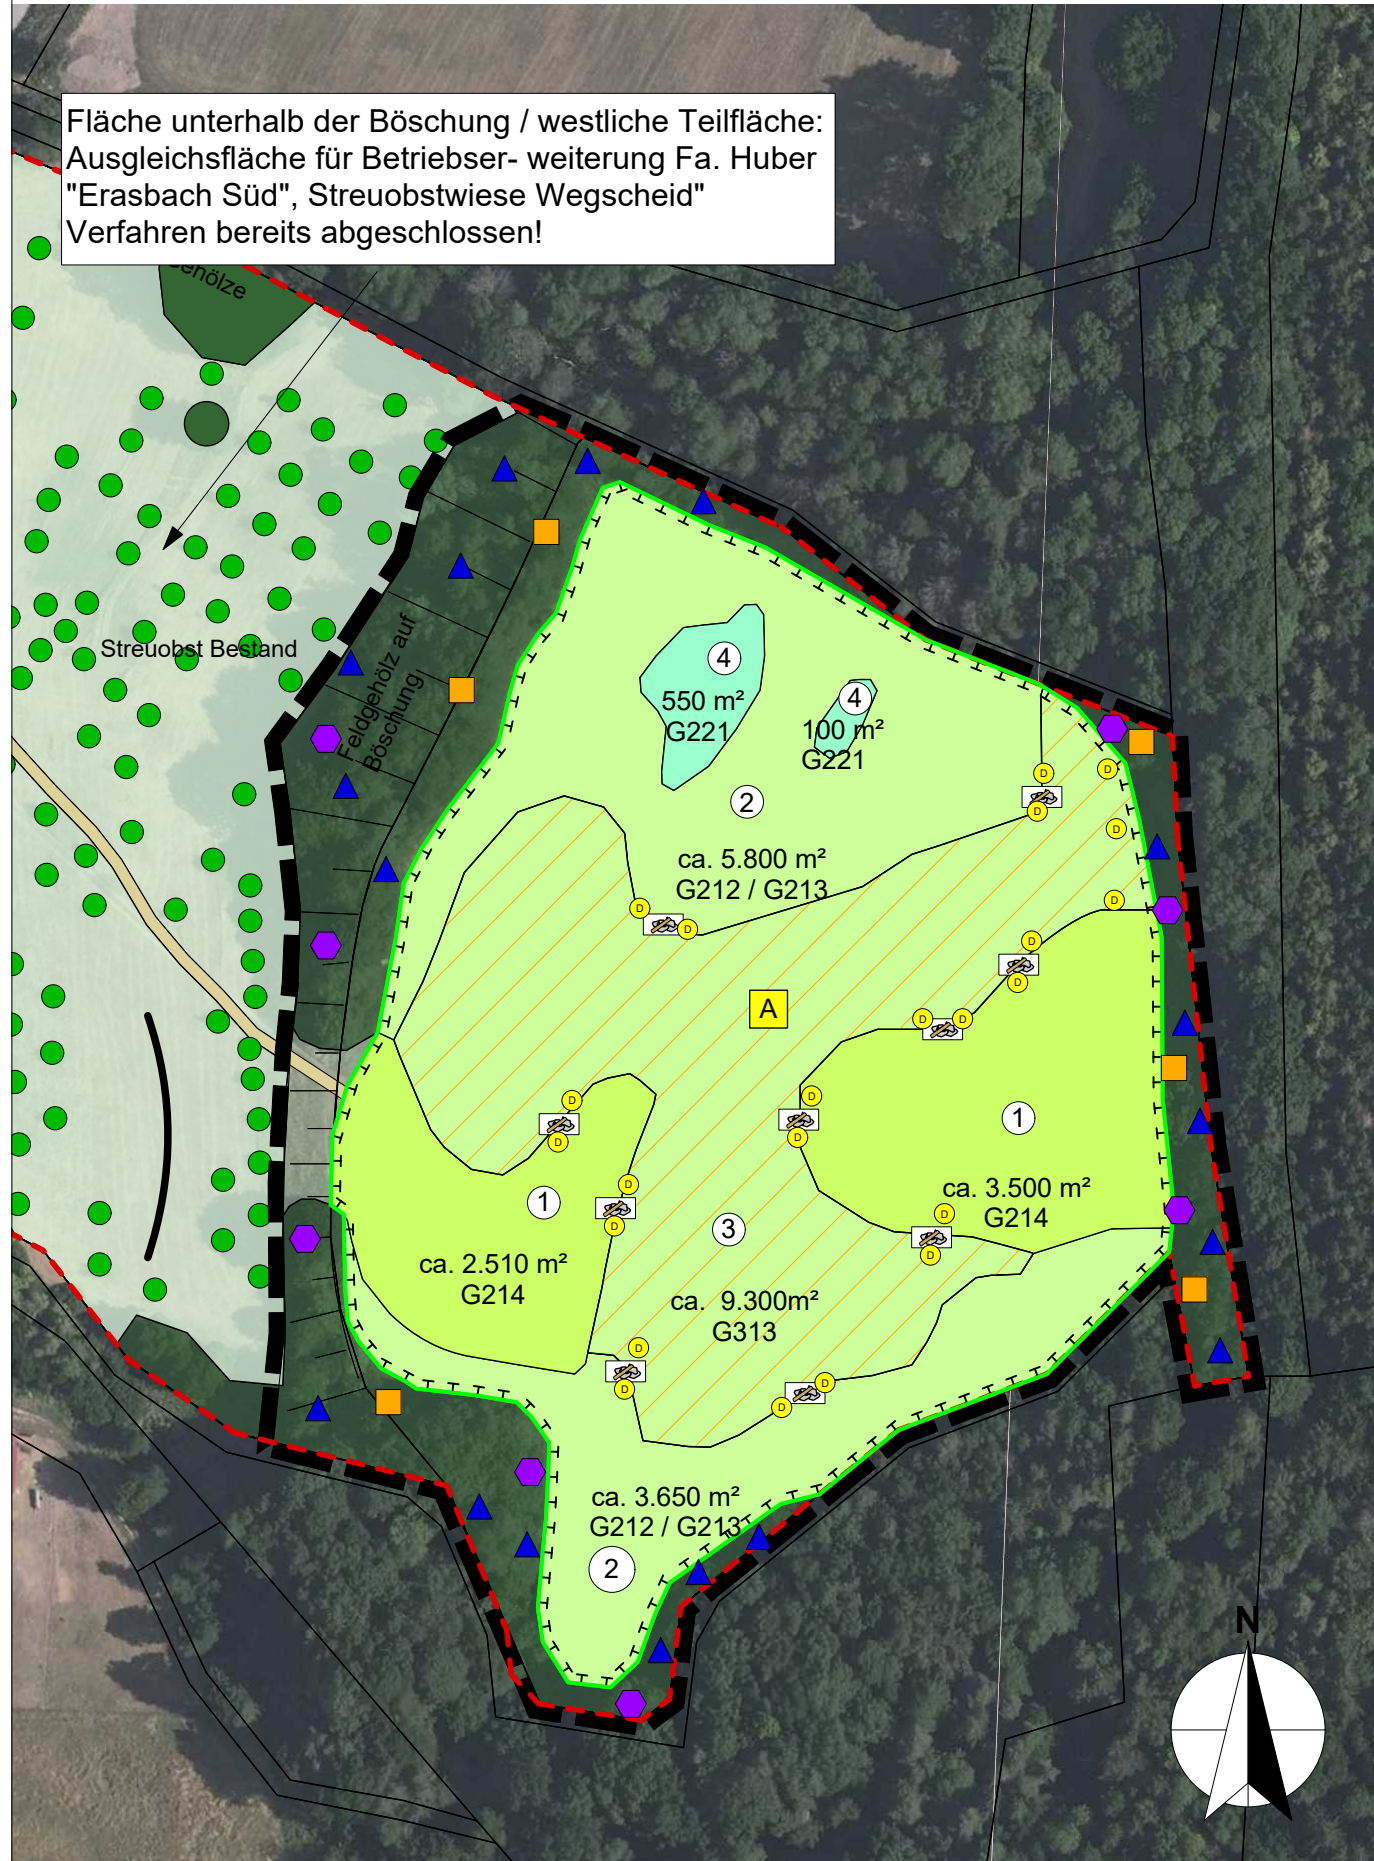 Fläche unterhalb der Böschung / westliche Teilfläche:
Ausgleichsfläche für Betriebser- weiterung Fa. Huber
"Erasbach Süd", Streuobstwiese Wegscheid"
Verfahren bereits abgeschlossen!
Streuobst Bestand
Feldgehölz auf
Böschung
4
550 m²
G221
4
100 m²
G221
2
ca. 5.800 m²
G212 / G213
D
D
D
D
D
D
D
D
D
D
D
A
D
D
D
D
1
ca. 3.500 m²
G214
D
D
1
ca. 2.510 m²
G214
D
D
3
ca. 9.300m²
G313
D
D
D
D
ca. 3.650 m²
G212 / G213
2
N